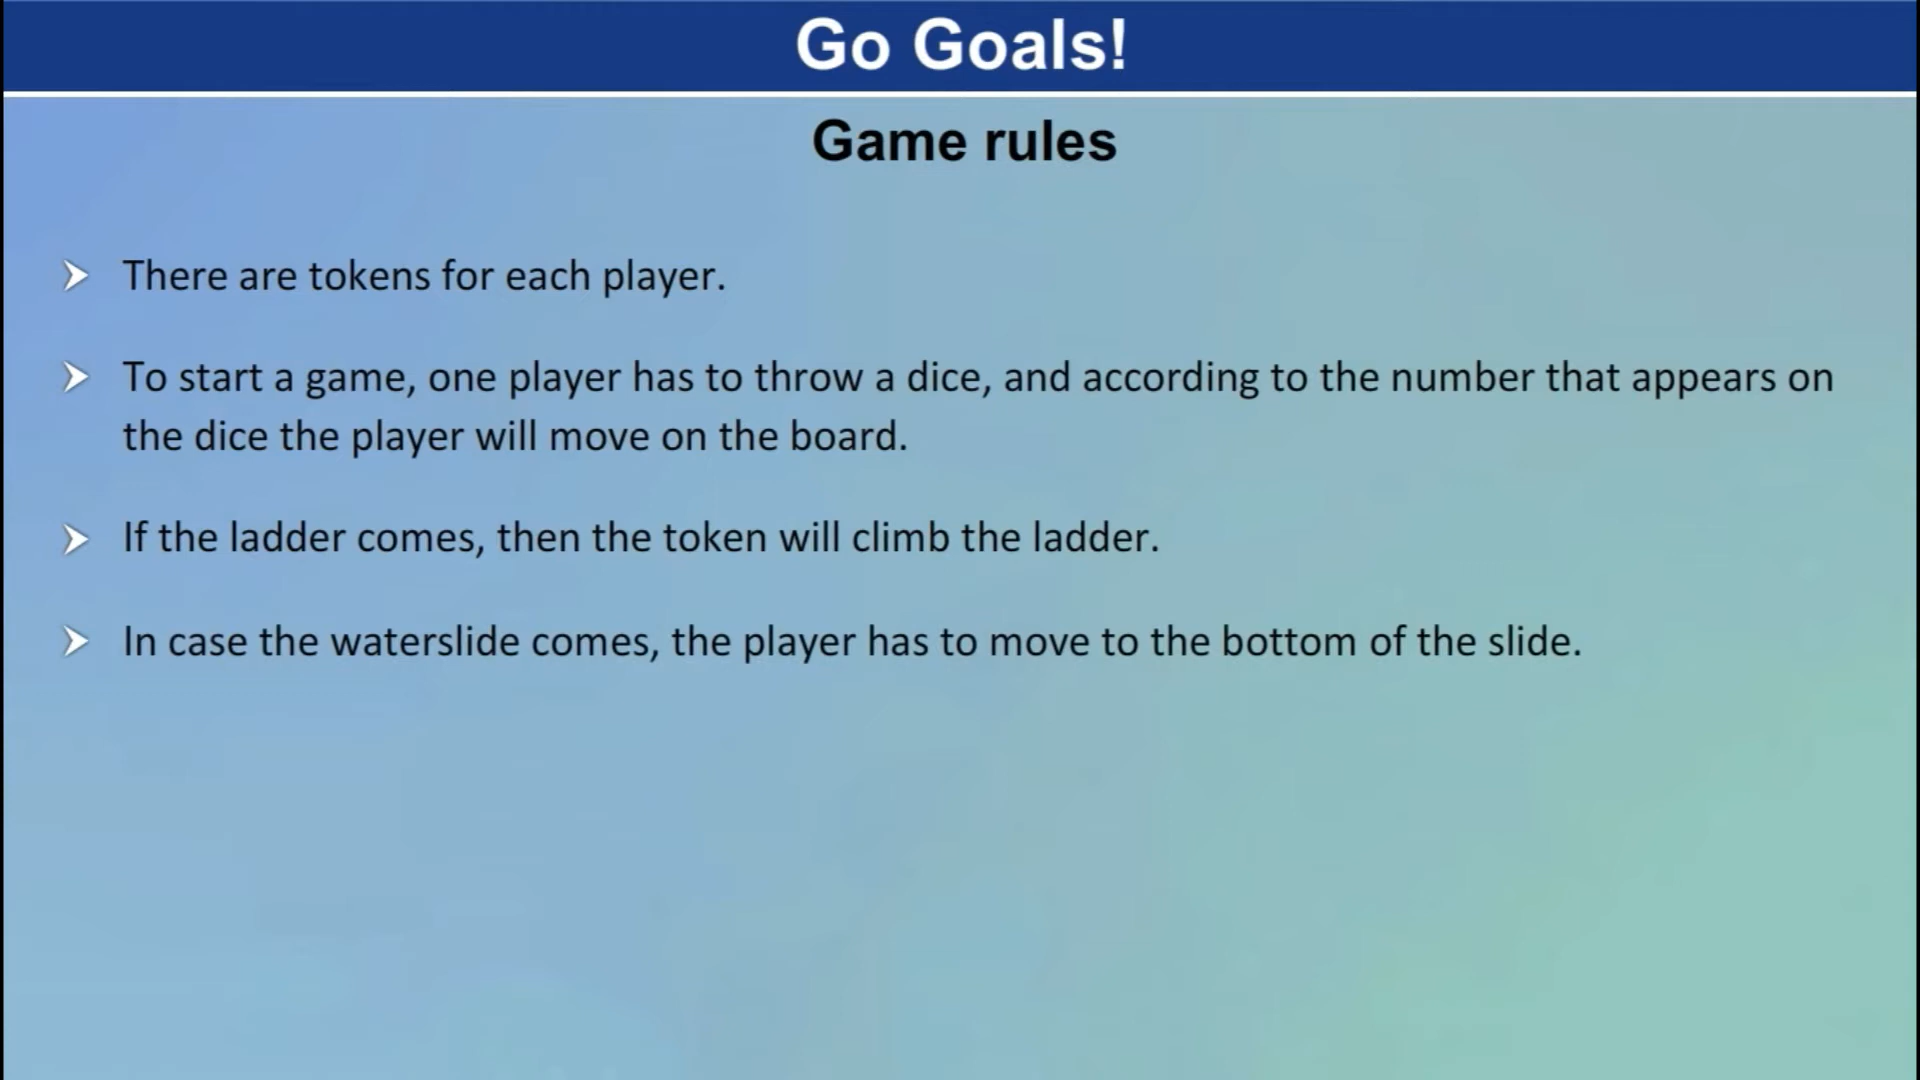 Go Goals!
Game rules
There are tokens for each player.
To start a game, one player has to throw a dice, and according to the number that appears on
the dice the player will move on the board.
If the ladder comes, then the token will climb the ladder.
In case the waterslide comes, the player has to move to the bottom of the slide.